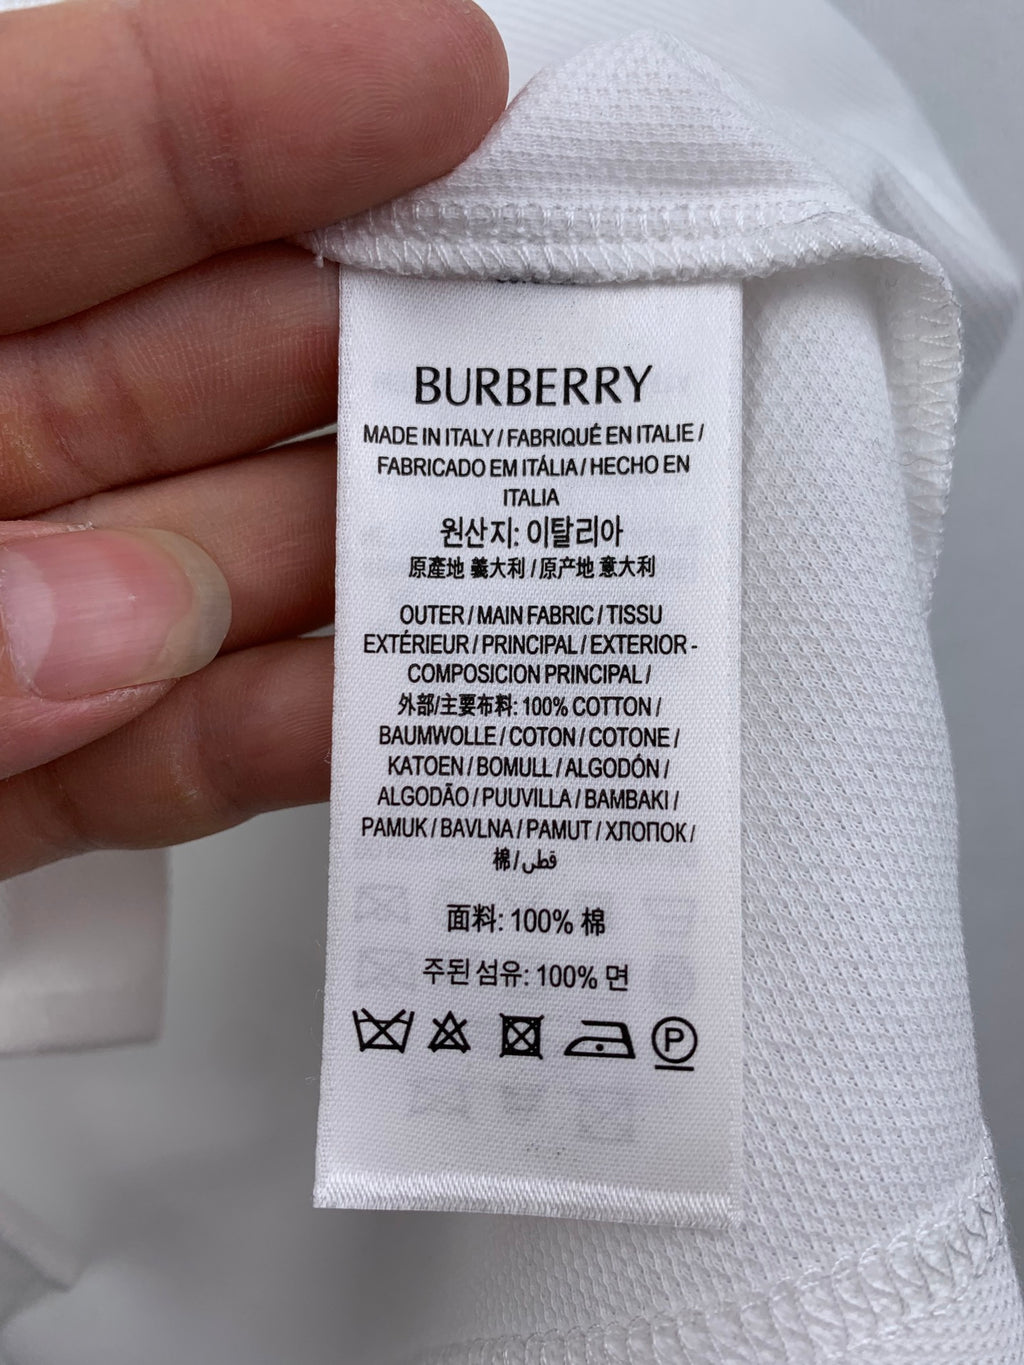 BURBERRY
MADE IN ITALY / FABRIQUÉ EN ITALIE /
FABRICADO EM ITÁLIA / HECHO EN
ITALIA
원산지: 이탈리아
原產地 義大利 / 原产地 意大利
OUTER / MAIN FABRIC / TISSU
EXTÉRIEUR / PRINCIPAL / EXTERIOR -
COMPOSICION PRINCIPAL /
外部/主要布料: 100% COTTON /
BAUMWOLLE / COTON / COTONE /
KATOEN / BOMULL / ALGODÓN /
ALGODÃO / PUUVILLA / BAMBAKI /
PAMUK / BAVLNA / PAMUT / ХЛОПОК /
棉 / قطن
面料: 100% 棉
주된 섬유: 100% 면
P